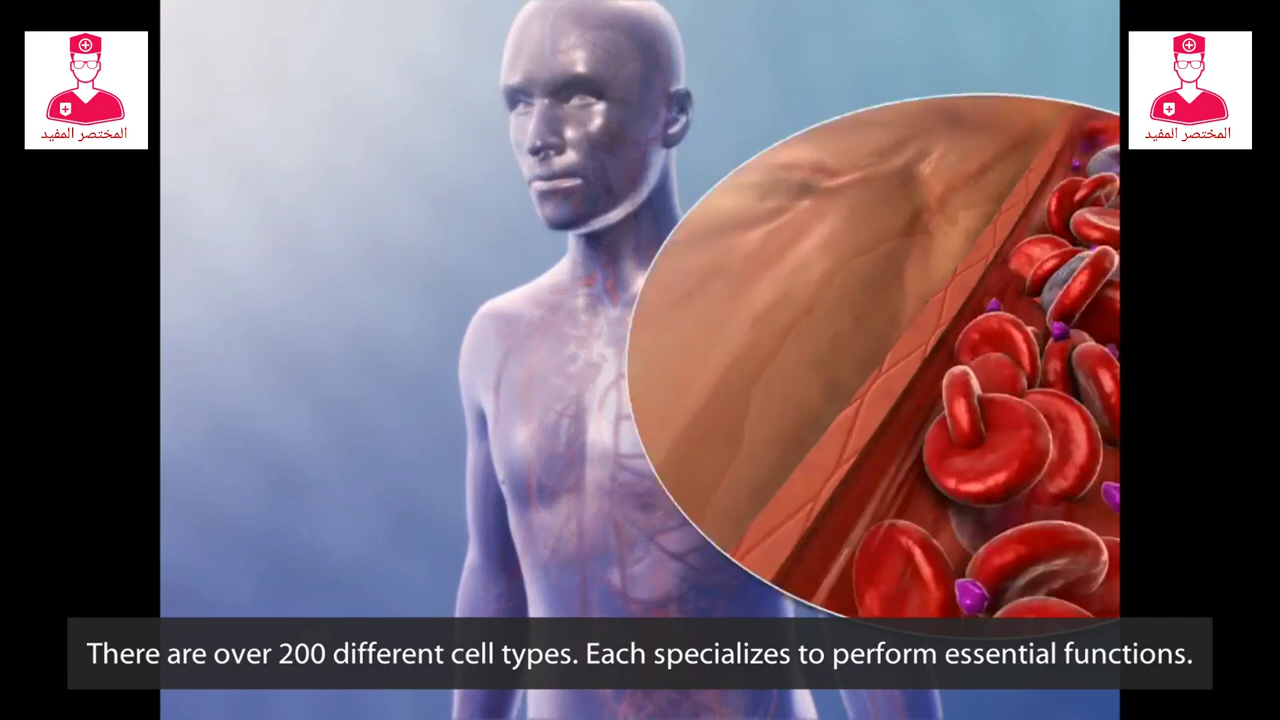 المختصر المفيد
المختصر المفيد
There are over 200 different cell types. Each specializes to perform essential functions.